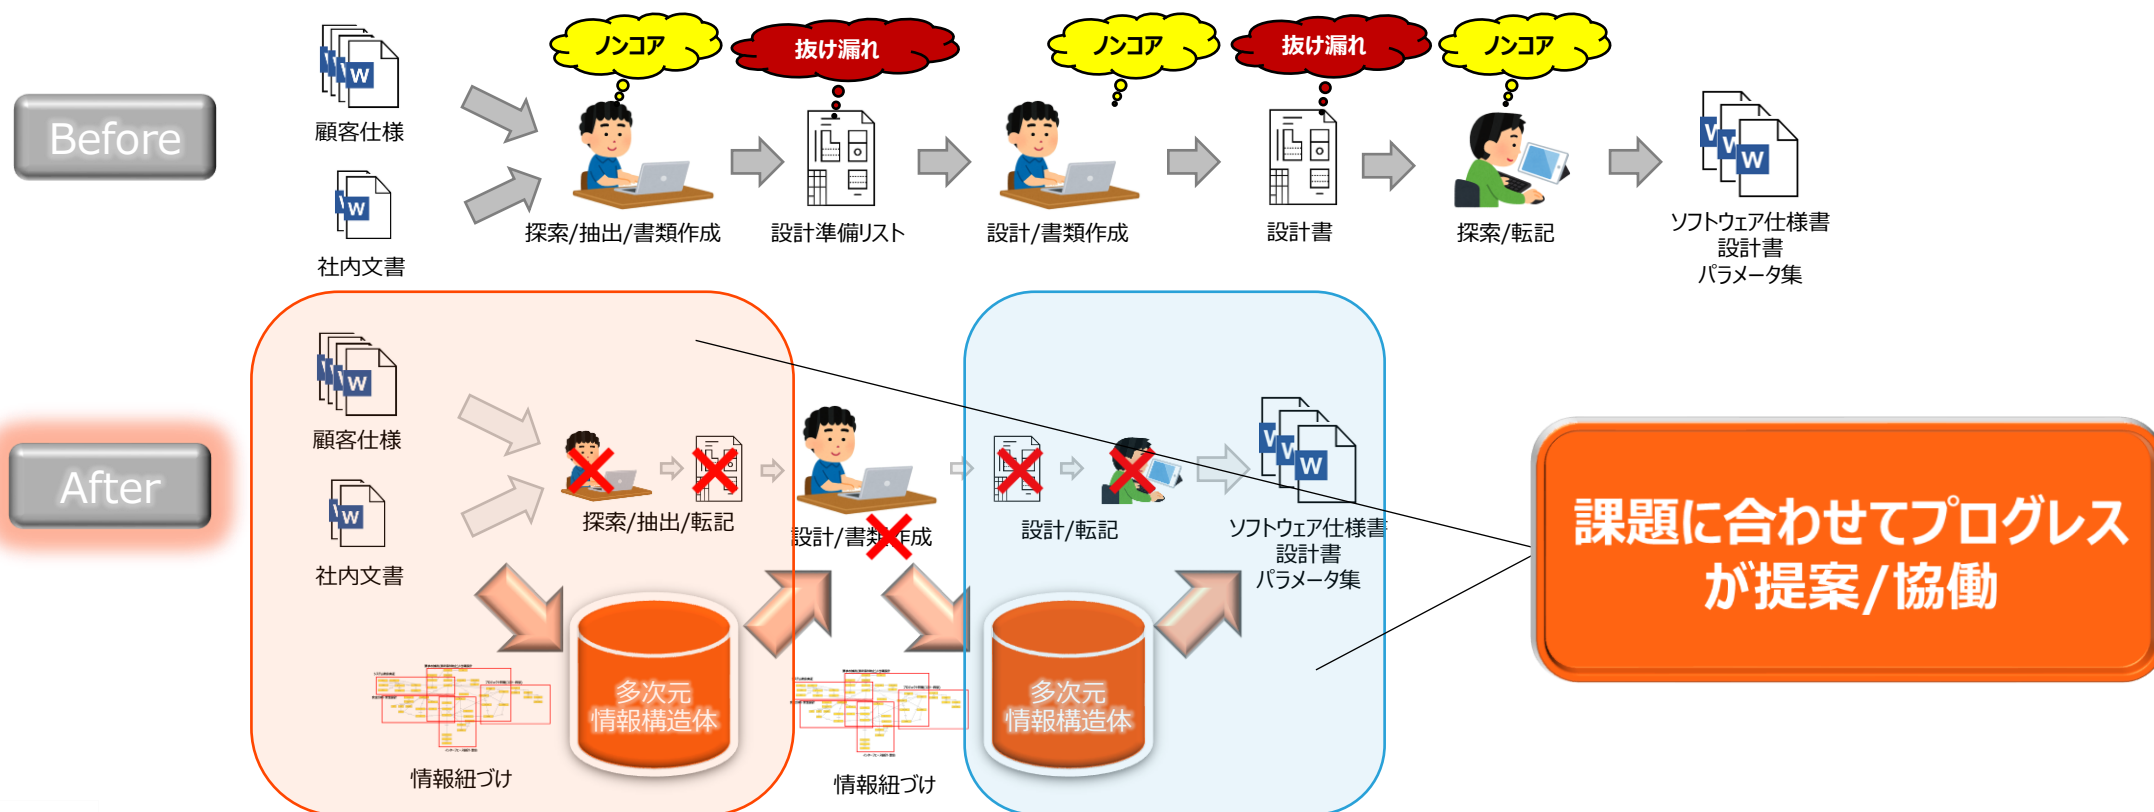 Before
顧客仕様
社内文書
ノンコア
抜け漏れ
ノンコア
抜け漏れ
ノンコア
探索/抽出/書類作成
設計準備リスト
設計/書類作成
設計書
探索/転記
ソフトウェア仕様書
設計書
パラメータ集
After
顧客仕様
社内文書
探索/抽出/転記
設計/書類作成
設計/転記
ソフトウェア仕様書
設計書
パラメータ集
多次元
情報構造体
多次元
情報構造体
情報紐づけ
情報紐づけ
課題に合わせてプログレス
が提案/協働